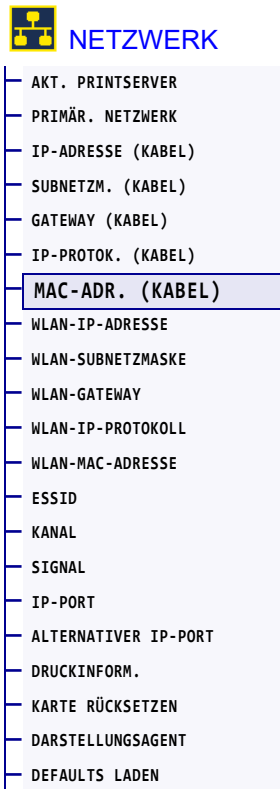 NETZWERK
AKT. PRINTSERVER
PRIMÄR. NETZWERK
IP-ADRESSE (KABEL)
SUBNETZM. (KABEL)
GATEWAY (KABEL)
IP-PROTOK. (KABEL)
MAC-ADR. (KABEL)
WLAN-IP-ADRESSE
WLAN-SUBNETZMASKE
WLAN-GATEWAY
WLAN-IP-PROTOKOLL
WLAN-MAC-ADRESSE
ESSID
KANAL
SIGNAL
IP-PORT
ALTERNATIVER IP-PORT
DRUCKINFORM.
KARTE RÜCKSETZEN
DARSTELLUNGSAGENT
DEFAULTS LADEN